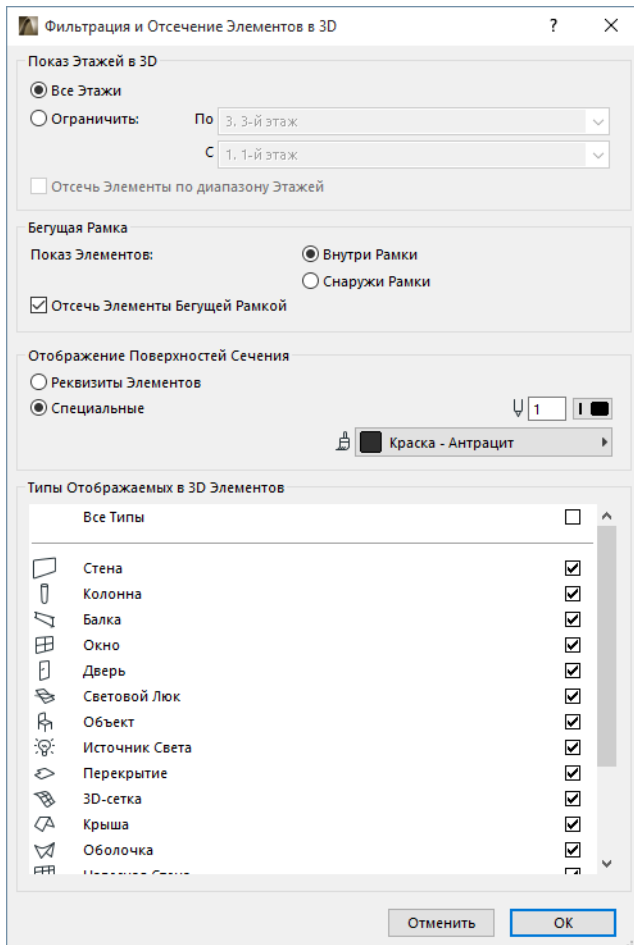 Фильтрация и Отсечение Элементов в 3D ?
Показ Этажей в 3D
Все Этажи
Ограничить: По 3. 3-й этаж
С 1. 1-й этаж
Отсечь Элементы по диапазону Этажей
Бегущая Рамка
Показ Элементов: Внутри Рамки
Снаружи Рамки
Отсечь Элементы Бегущей Рамкой
Отображение Поверхностей Сечения
Реквизиты Элементов
Специальные 1
Краска - Антрацит
Типы Отображаемых в 3D Элементов
Все Типы
Стена
Колонна
Балка
Окно
Дверь
Световой Люк
Объект
Источник Света
Перекрытие
3D-сетка
Крыша
Оболочка
Отменить OK